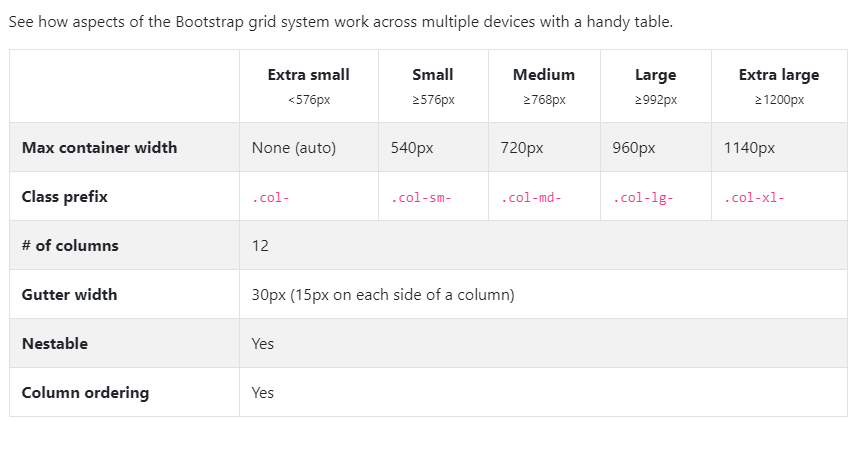 See how aspects of the Bootstrap grid system work across multiple devices with a handy table.
Extra small Small Medium Large Extra large
<576px ≥576px ≥768px ≥992px ≥1200px
Max container width None (auto) 540px 720px 960px 1140px
Class prefix .col- .col-sm- .col-md- .col-lg- .col-xl-
# of columns 12
Gutter width 30px (15px on each side of a column)
Nestable Yes
Column ordering Yes